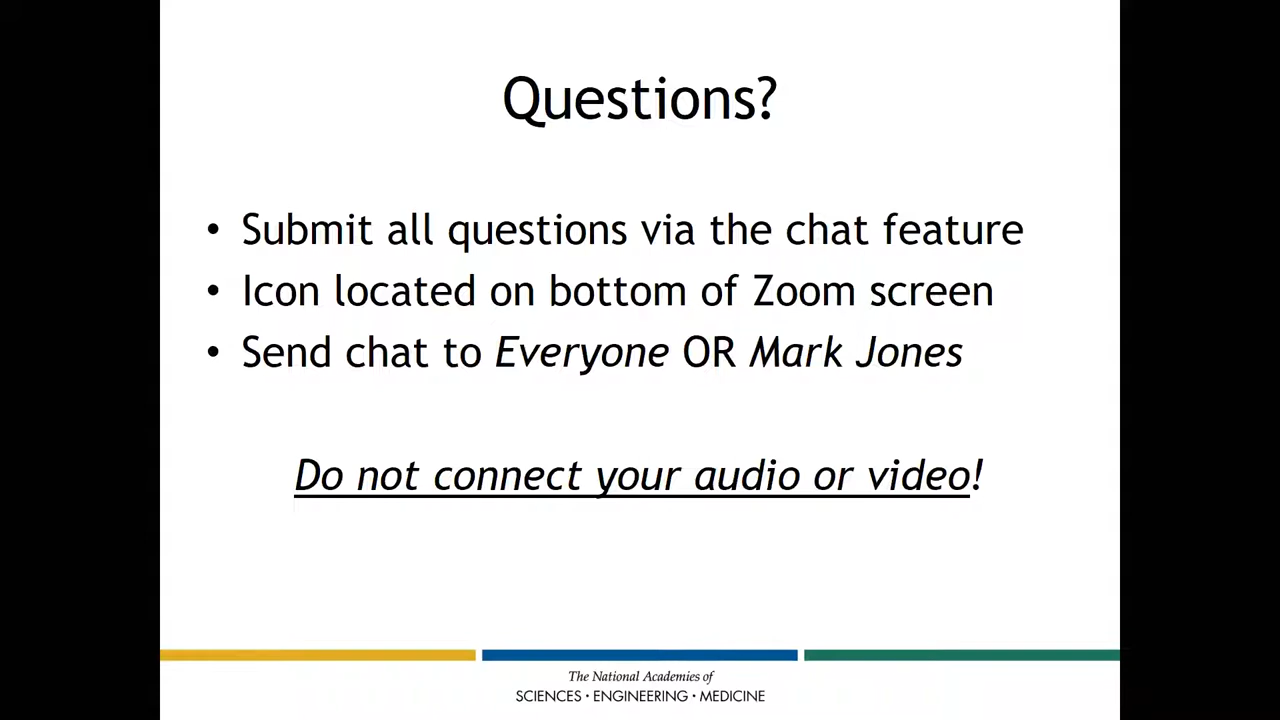 Questions?
• Submit all questions via the chat feature
• Icon located on bottom of Zoom screen
• Send chat to Everyone OR Mark Jones
Do not connect your audio or video!
The National Academies of
SCIENCES · ENGINEERING · MEDICINE